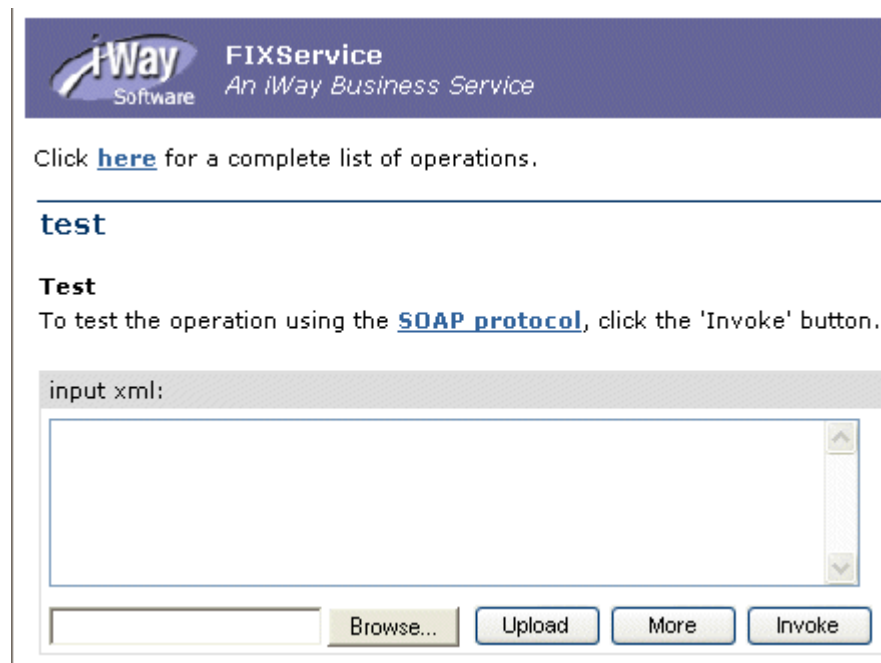 iWay
Software
FIXService
An iWay Business Service
Click here for a complete list of operations.
test
Test
To test the operation using the SOAP protocol, click the 'Invoke' button.
input xml:
Browse... Upload More Invoke